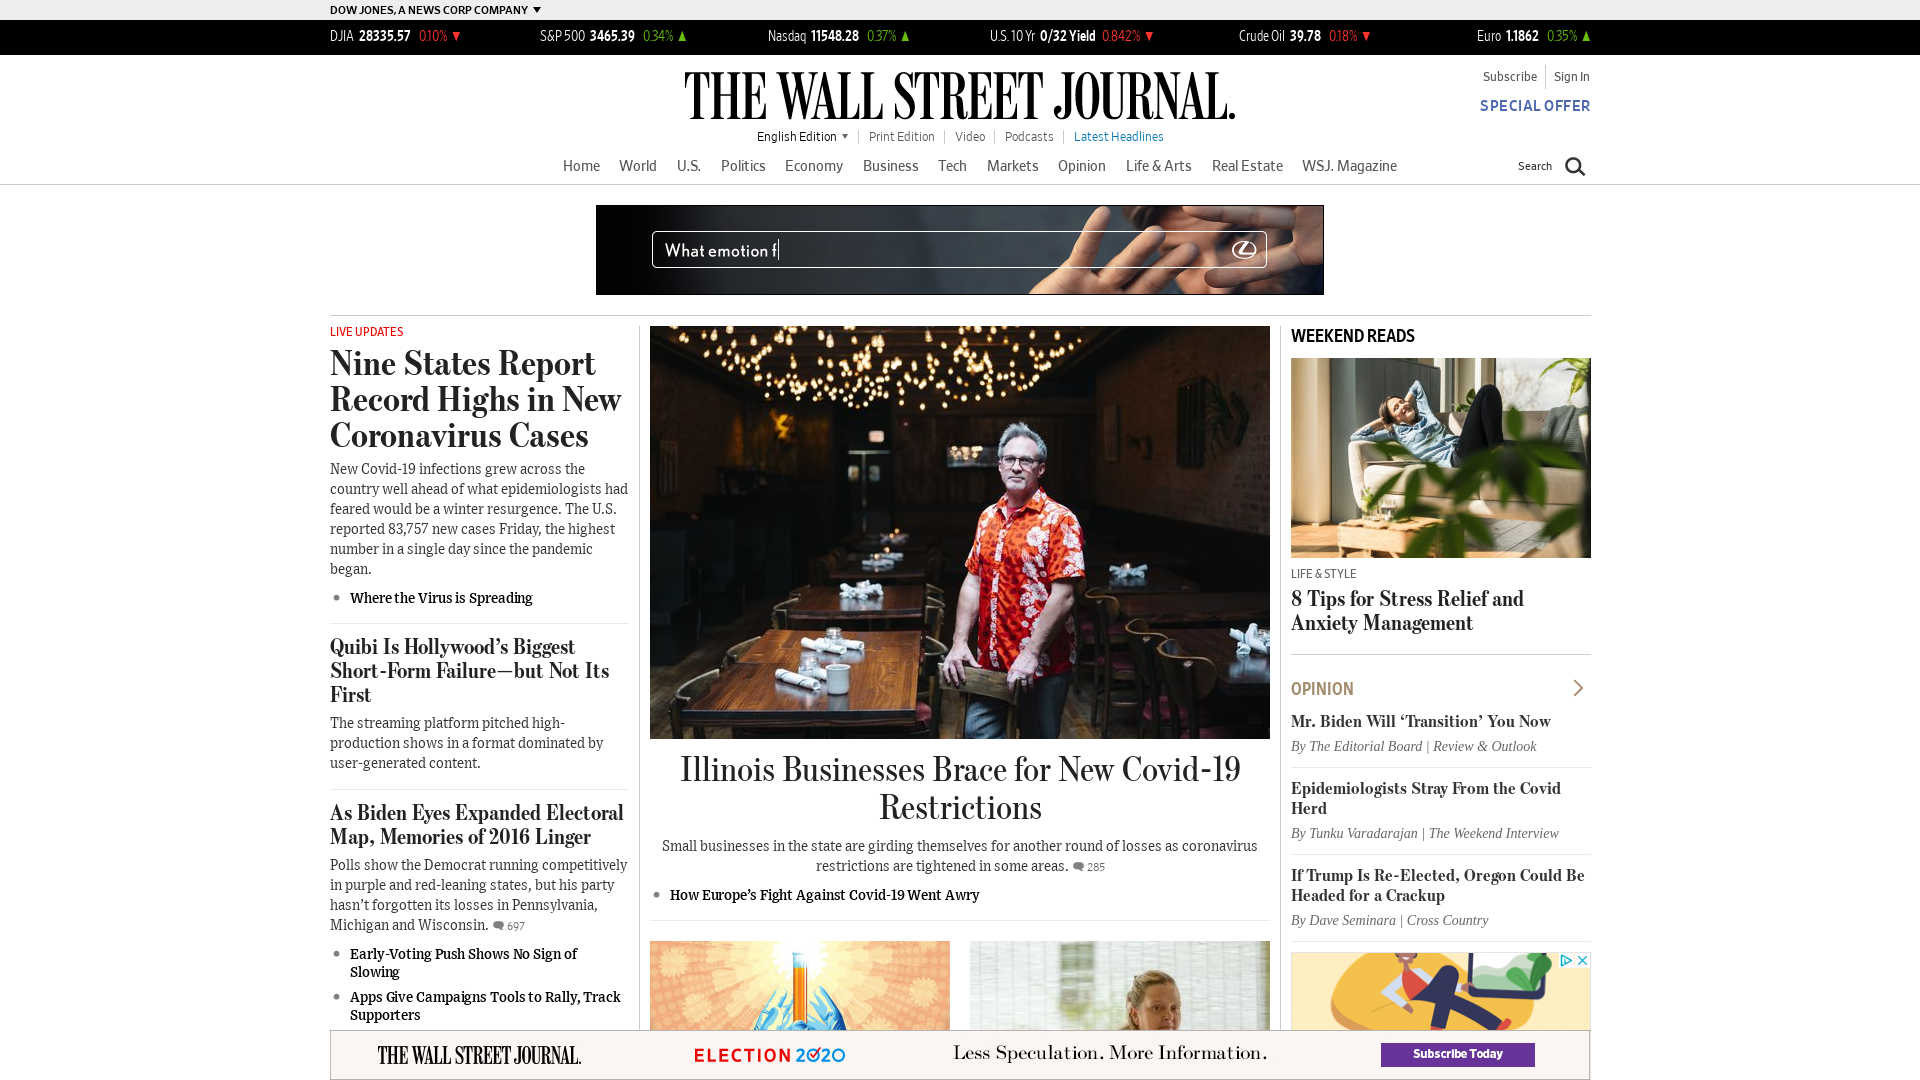 DOW JONES, A NEWS CORP COMPANY
DJIA 28335.57 0.10% S&P 500 3465.39 0.34% Nasdaq 11548.28 0.37% U.S. 10 Yr 0/32 Yield 0.842% Crude Oil 39.78 0.18% Euro 1.1862 0.35%
THE WALL STREET JOURNAL.
Subscribe Sign In
SPECIAL OFFER
English Edition Print Edition Video Podcasts Latest Headlines
Home World U.S. Politics Economy Business Tech Markets Opinion Life & Arts Real Estate WSJ. Magazine Search
What emotion f
LIVE UPDATES
Nine States Report
Record Highs in New
Coronavirus Cases
New Covid-19 infections grew across the
country well ahead of what epidemiologists had
feared would be a winter resurgence. The U.S.
reported 83,757 new cases Friday, the highest
number in a single day since the pandemic
began.
Where the Virus is Spreading
Quibi Is Hollywood’s Biggest
Short-Form Failure—but Not Its
First
The streaming platform pitched high-
production shows in a format dominated by
user-generated content.
As Biden Eyes Expanded Electoral
Map, Memories of 2016 Linger
Polls show the Democrat running competitively
in purple and red-leaning states, but his party
hasn’t forgotten its losses in Pennsylvania,
Michigan and Wisconsin. 697
Early-Voting Push Shows No Sign of
Slowing
Apps Give Campaigns Tools to Rally, Track
Supporters
Illinois Businesses Brace for New Covid-19
Restrictions
Small businesses in the state are girding themselves for another round of losses as coronavirus
restrictions are tightened in some areas. 285
How Europe’s Fight Against Covid-19 Went Awry
WEEKEND READS
LIFE & STYLE
8 Tips for Stress Relief and
Anxiety Management
OPINION
Mr. Biden Will ‘Transition’ You Now
By The Editorial Board | Review & Outlook
Epidemiologists Stray From the Covid
Herd
By Tunku Varadarajan | The Weekend Interview
If Trump Is Re-Elected, Oregon Could Be
Headed for a Crackup
By Dave Seminara | Cross Country
THE WALL STREET JOURNAL. ELECTION 2020 Less Speculation. More Information. Subscribe Today